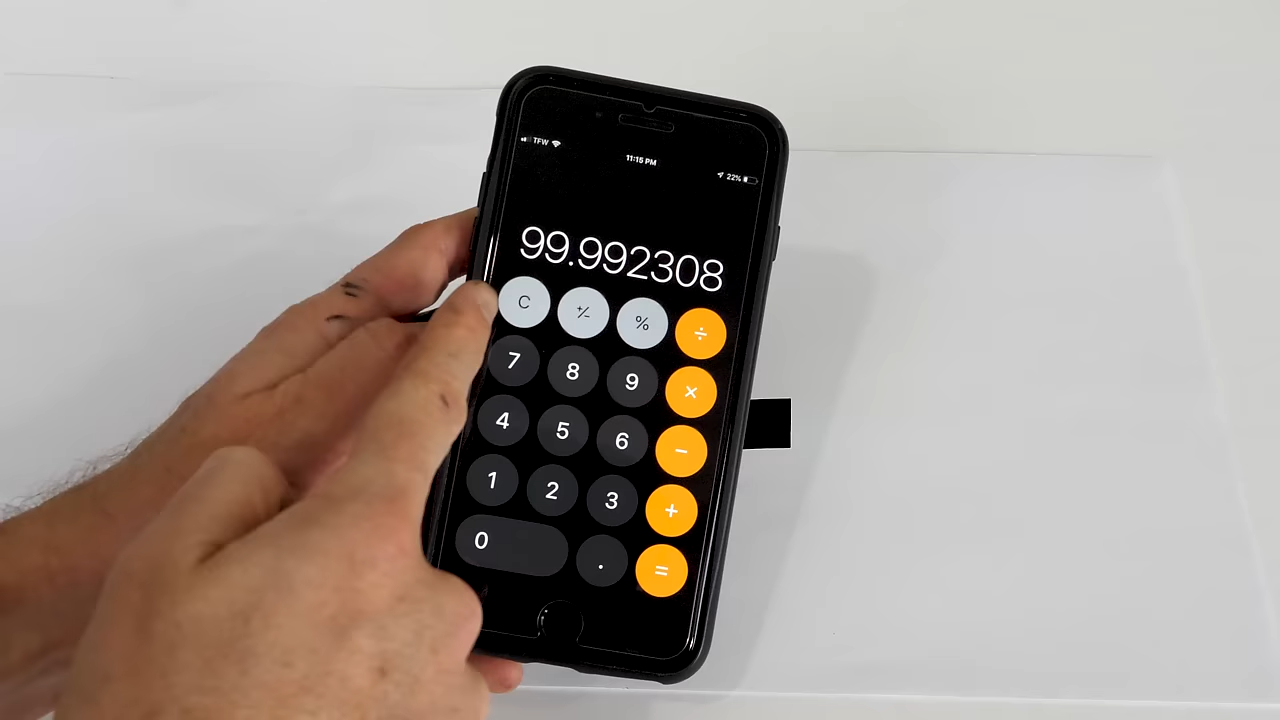 TFW 11:15 PM 22%
99.992308
C +/- % ÷
7 8 9 ×
4 5 6 −
1 2 3 +
0 . =